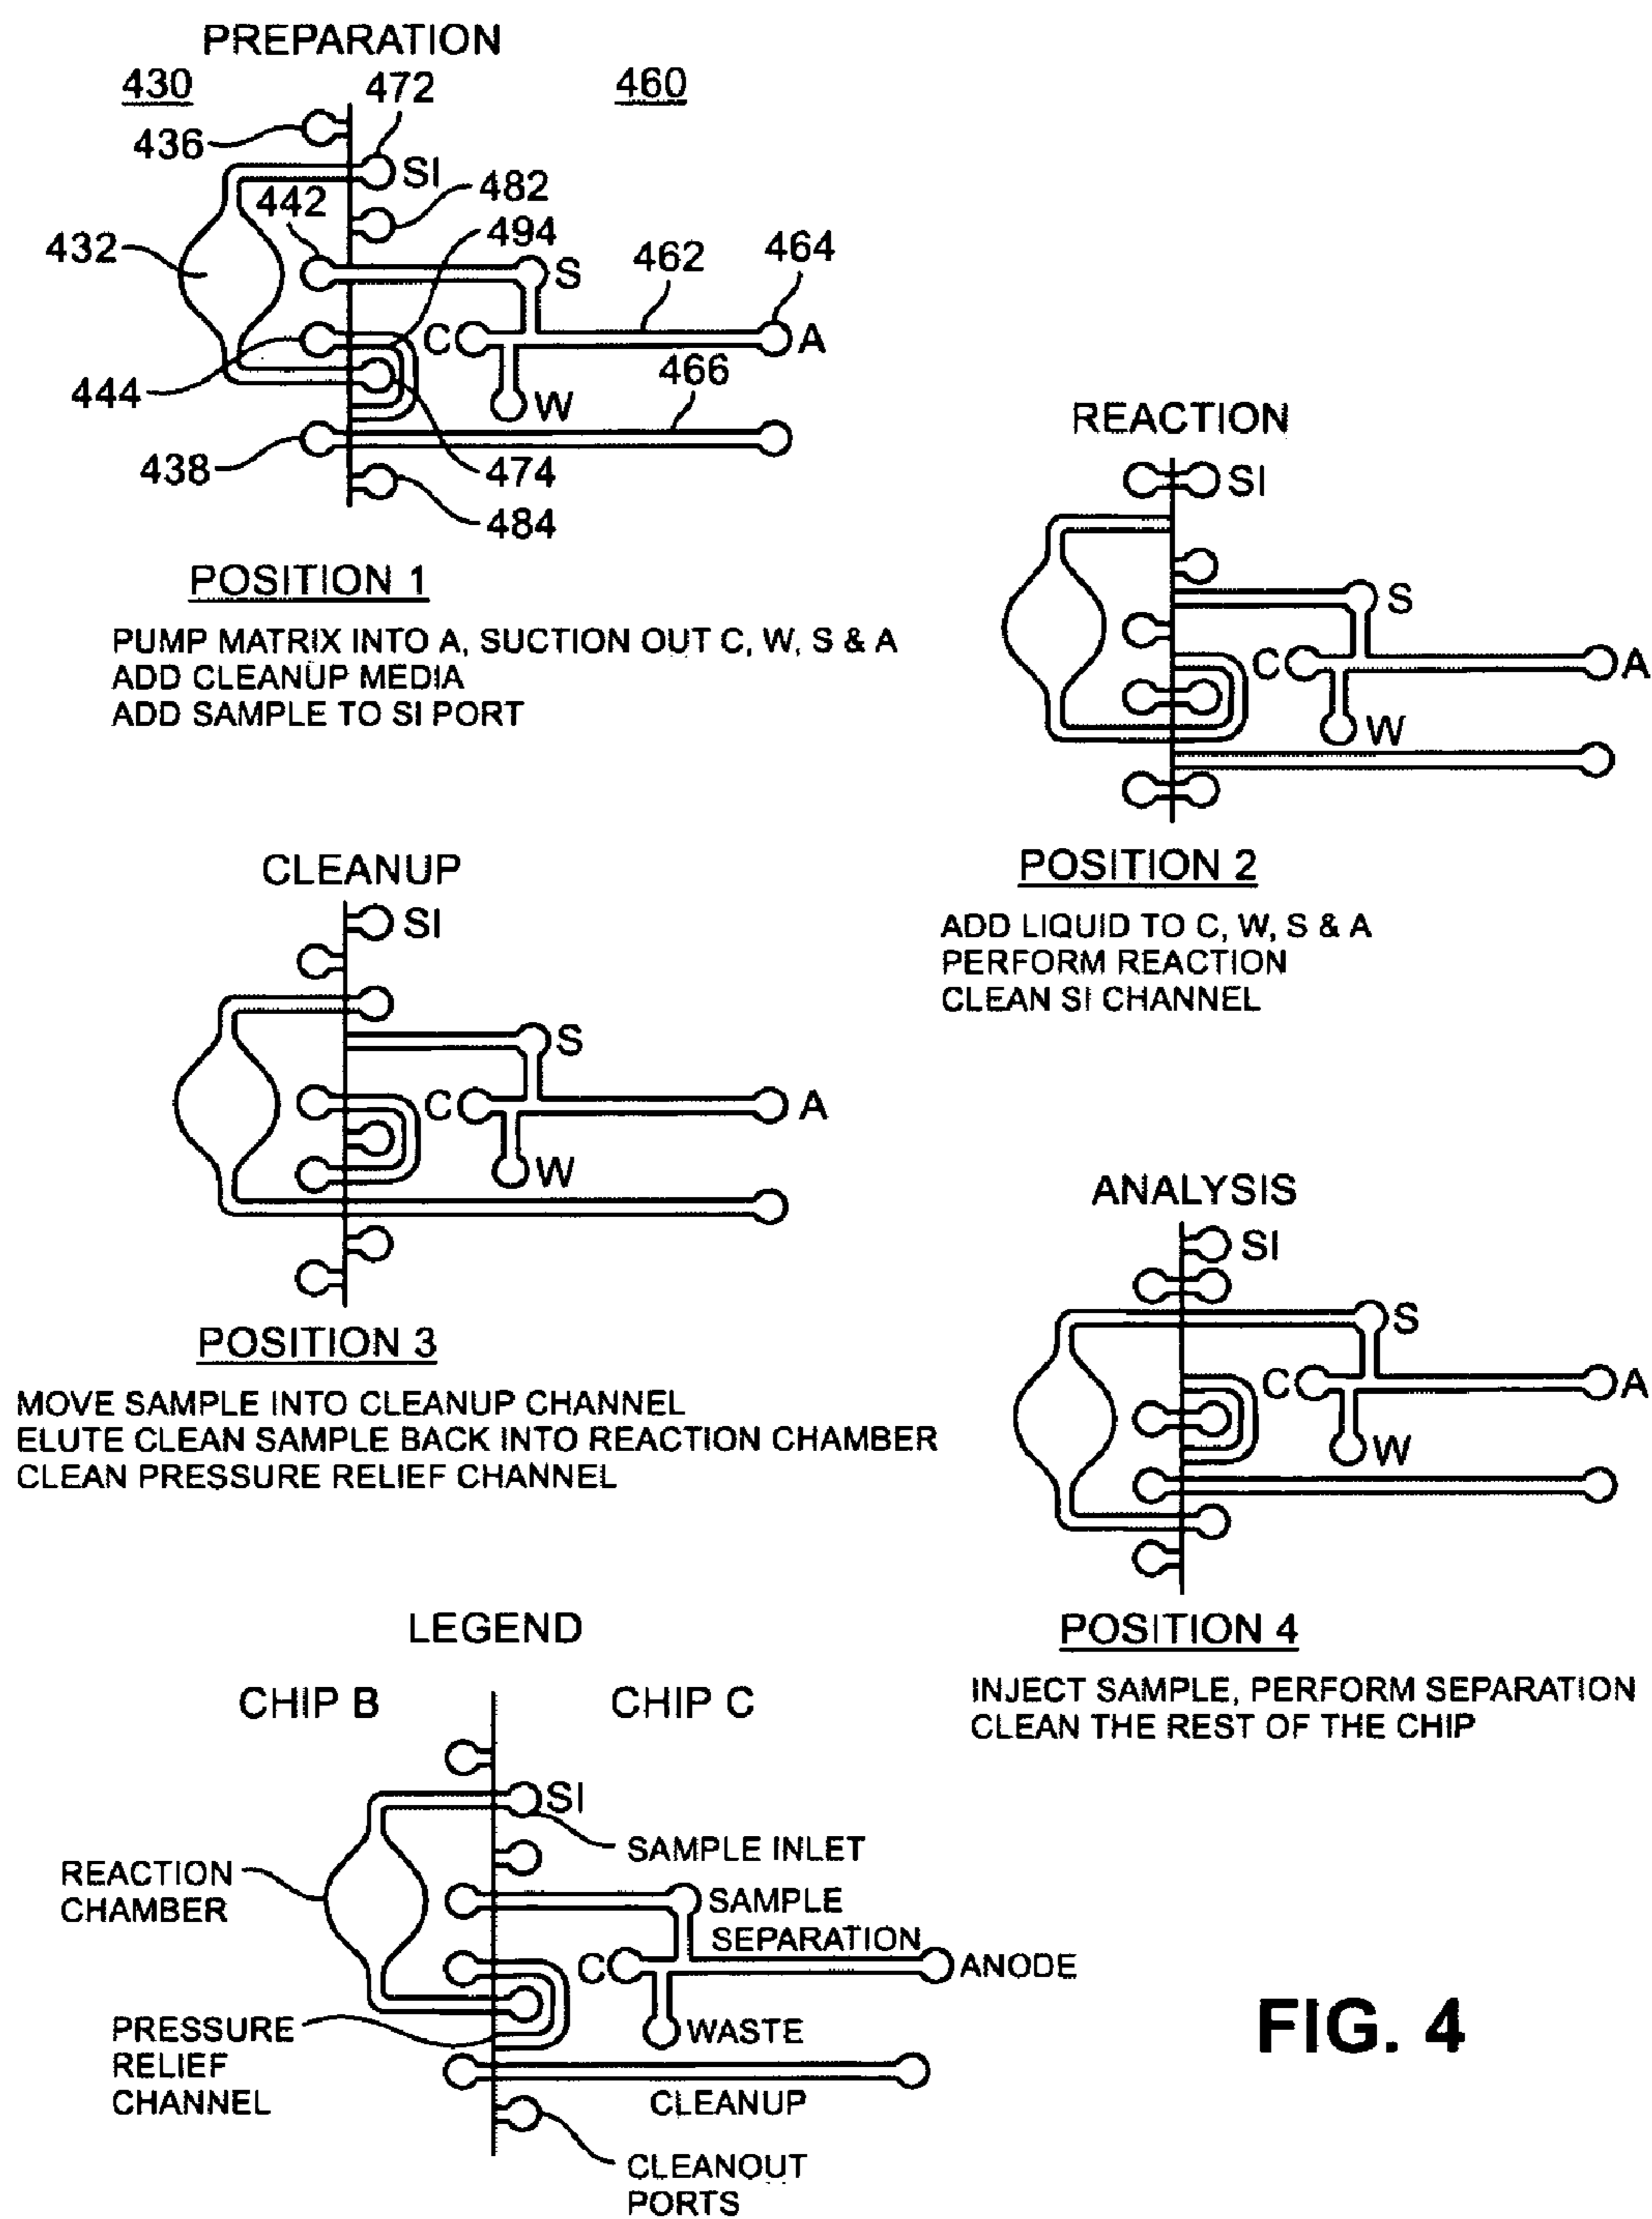 PREPARATION
430
472
460
436
SI
442
482
432
494
S
462
464
C
A
444
466
W
438
474
484
POSITION 1
PUMP MATRIX INTO A, SUCTION OUT C, W, S & A
ADD CLEANUP MEDIA
ADD SAMPLE TO SI PORT
REACTION
SI
S
C
A
W
POSITION 2
ADD LIQUID TO C, W, S & A
PERFORM REACTION
CLEAN SI CHANNEL
CLEANUP
SI
S
C
A
W
POSITION 3
MOVE SAMPLE INTO CLEANUP CHANNEL
ELUTE CLEAN SAMPLE BACK INTO REACTION CHAMBER
CLEAN PRESSURE RELIEF CHANNEL
ANALYSIS
SI
S
C
A
W
POSITION 4
INJECT SAMPLE, PERFORM SEPARATION
CLEAN THE REST OF THE CHIP
LEGEND
CHIP B
CHIP C
SI
SAMPLE INLET
REACTION
CHAMBER
SAMPLE
SEPARATION
C
ANODE
PRESSURE
RELIEF
CHANNEL
WASTE
CLEANUP
CLEANOUT
PORTS
FIG. 4